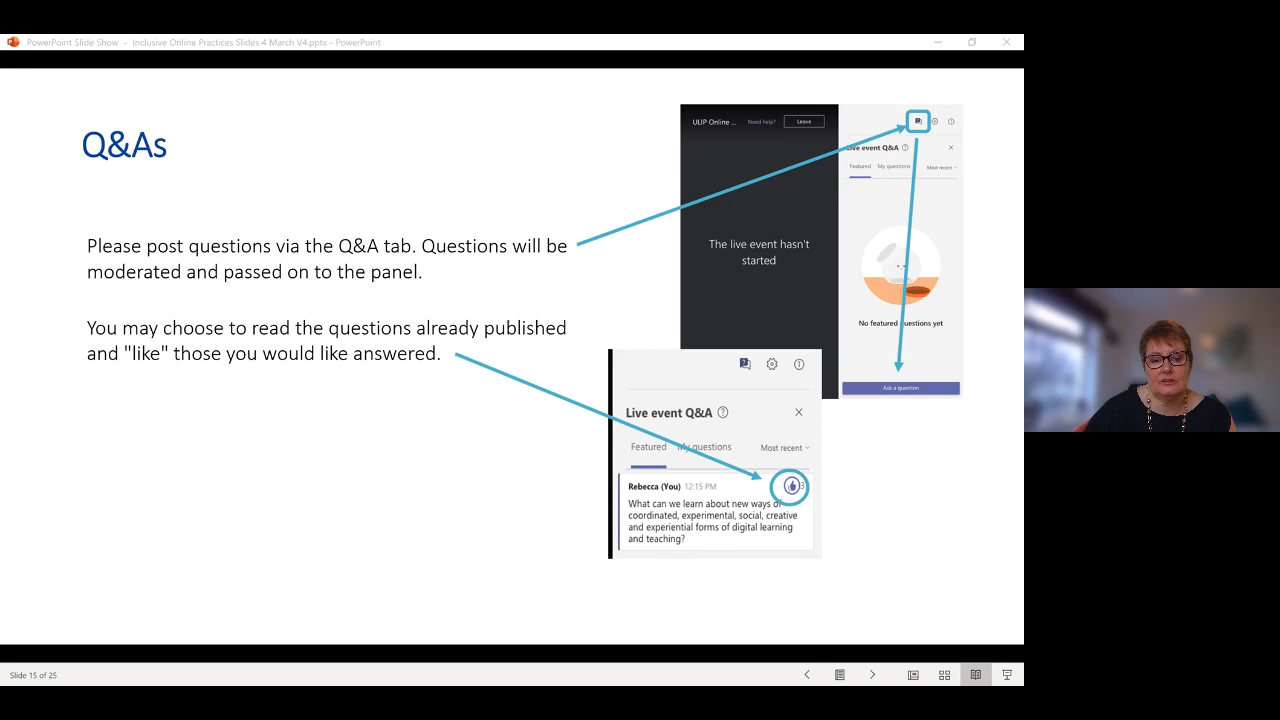 PowerPoint Slide Show - Inclusive Online Practices Slides 4 March V4.pptx - PowerPoint
Q&As
Please post questions via the Q&A tab. Questions will be
moderated and passed on to the panel.
You may choose to read the questions already published
and "like" those you would like answered.
ULIP Online ... Need help? Leave
The live event hasn't
started
Live event Q&A
Featured My questions Most recent
No featured questions yet
Ask a question
Live event Q&A
Featured My questions Most recent
Rebecca (You) 12:15 PM 3
What can we learn about new ways of
coordinated, experimental, social, creative
and experiential forms of digital learning
and teaching?
Slide 15 of 25